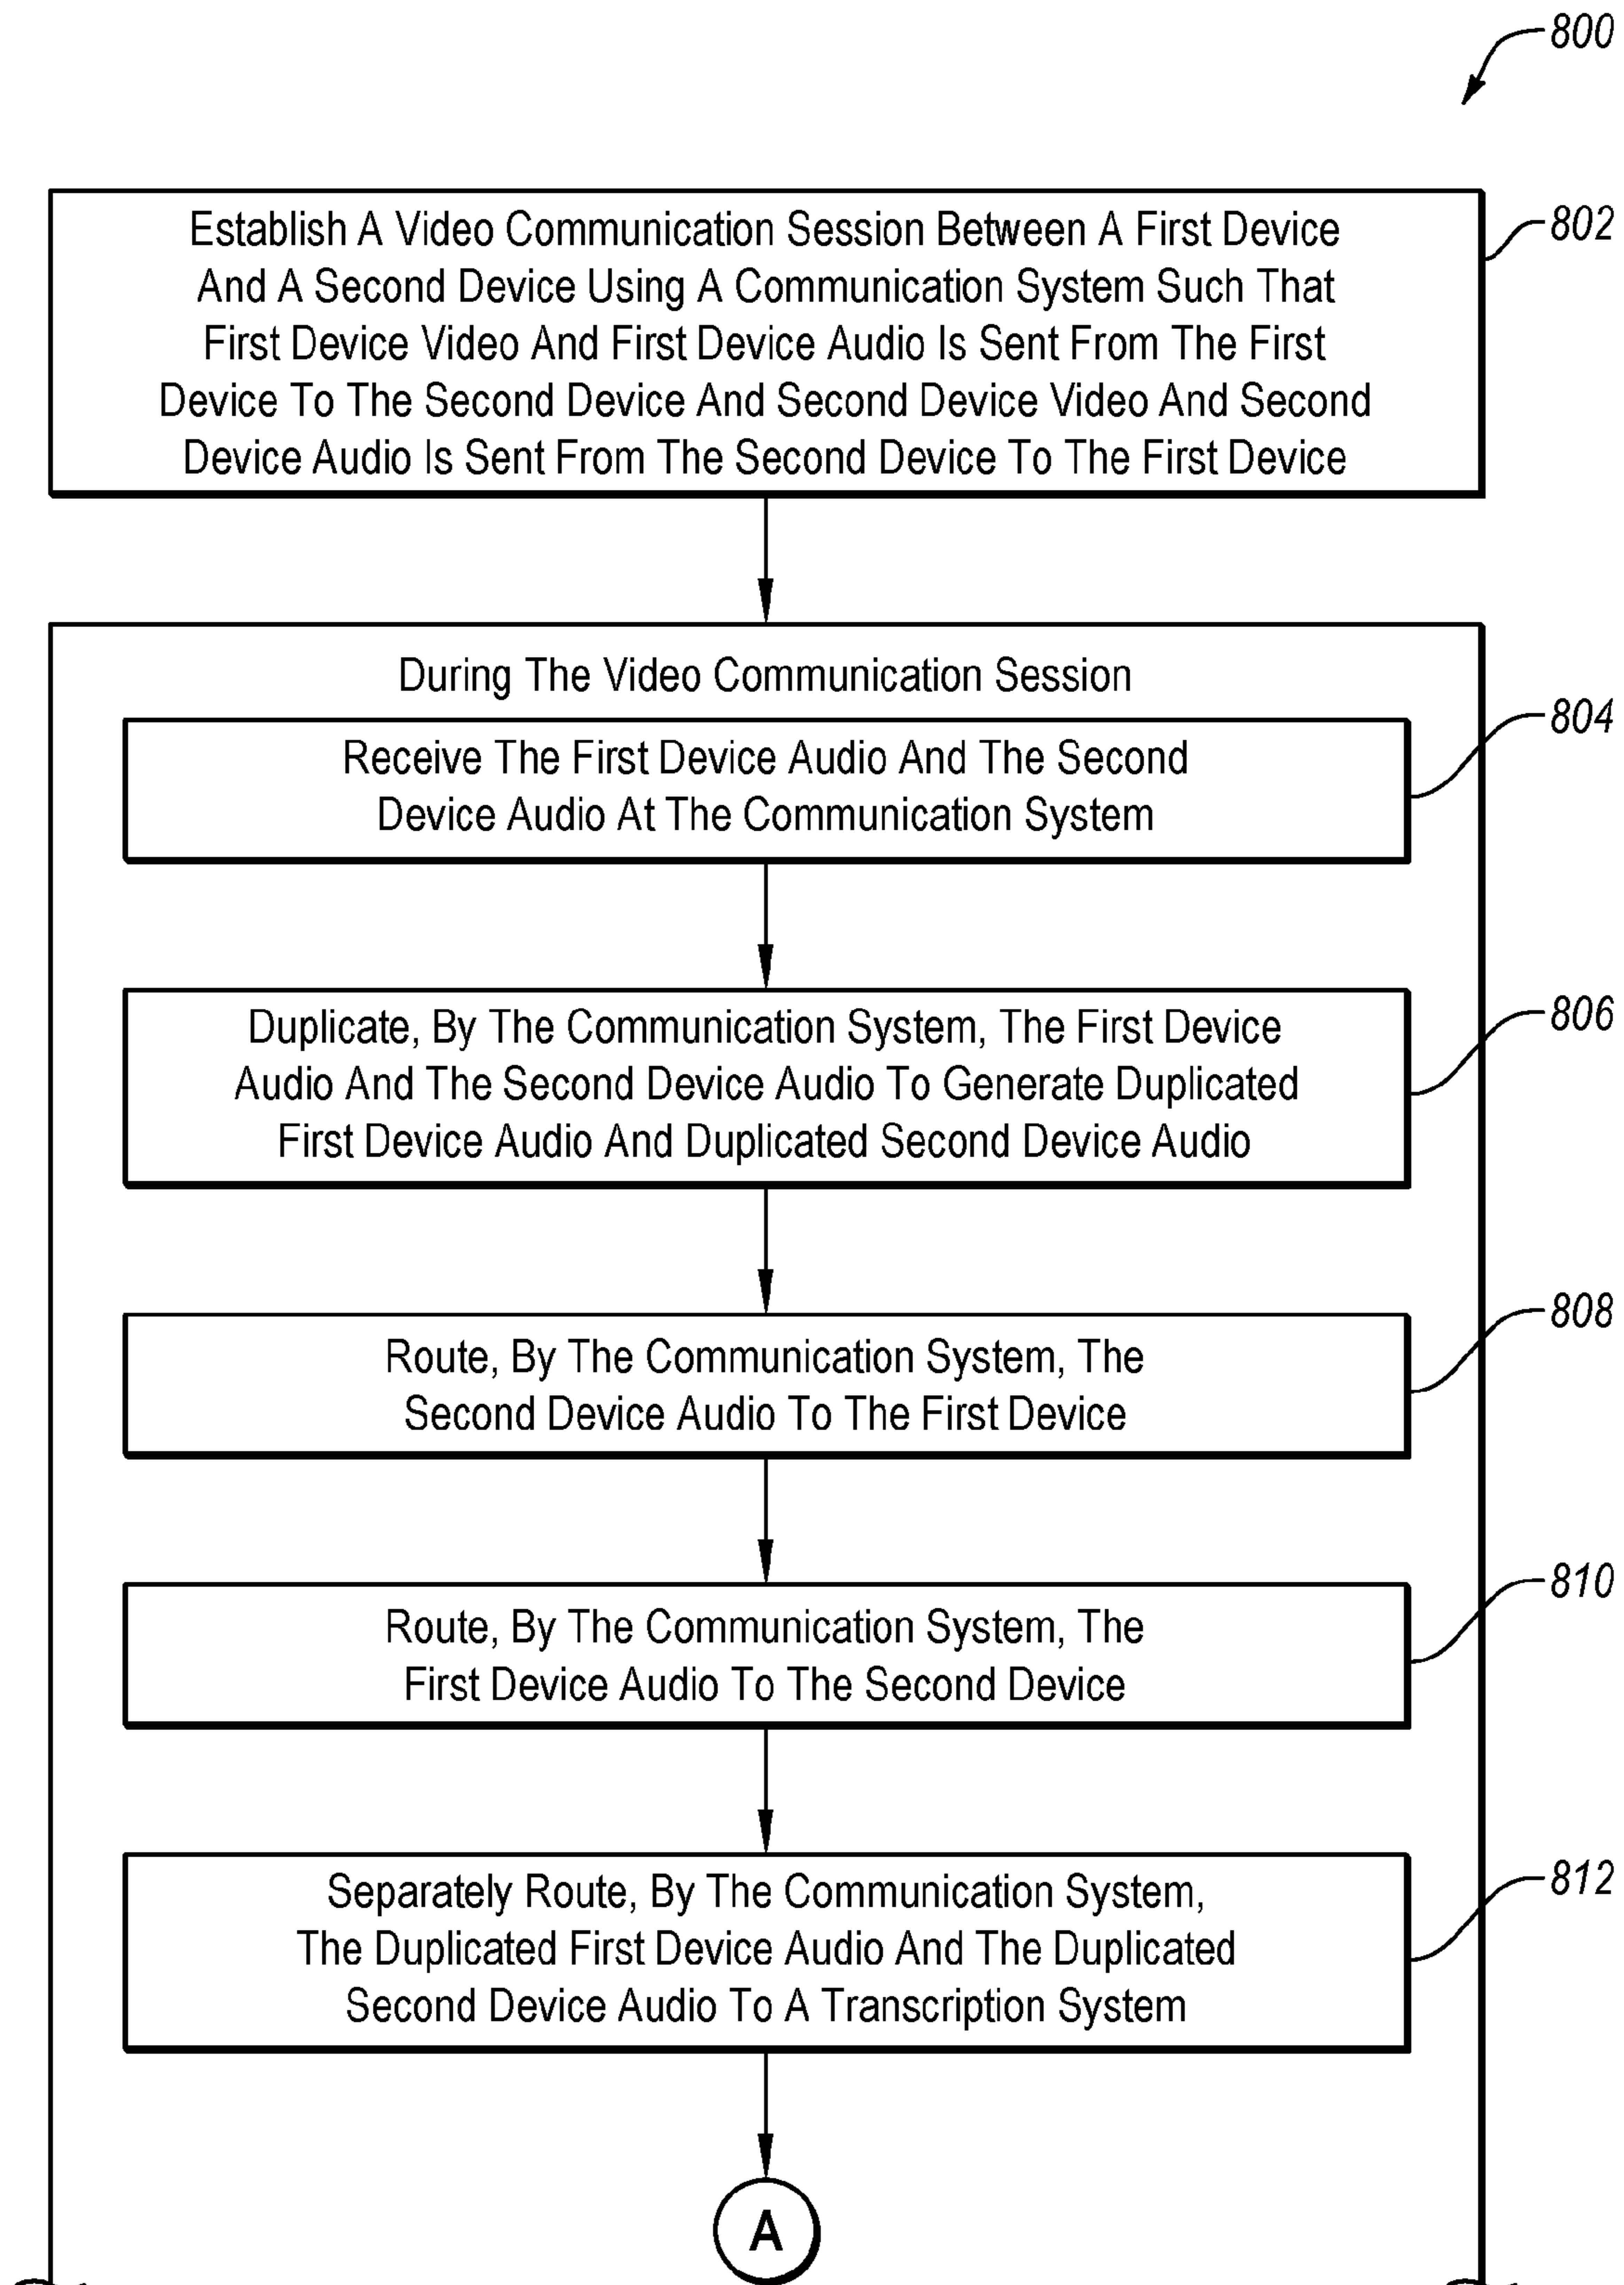 800
Establish A Video Communication Session Between A First Device
And A Second Device Using A Communication System Such That
First Device Video And First Device Audio Is Sent From The First
Device To The Second Device And Second Device Video And Second
Device Audio Is Sent From The Second Device To The First Device
802
During The Video Communication Session
Receive The First Device Audio And The Second
Device Audio At The Communication System
804
Duplicate, By The Communication System, The First Device
Audio And The Second Device Audio To Generate Duplicated
First Device Audio And Duplicated Second Device Audio
806
Route, By The Communication System, The
Second Device Audio To The First Device
808
Route, By The Communication System, The
First Device Audio To The Second Device
810
Separately Route, By The Communication System,
The Duplicated First Device Audio And The Duplicated
Second Device Audio To A Transcription System
812
A